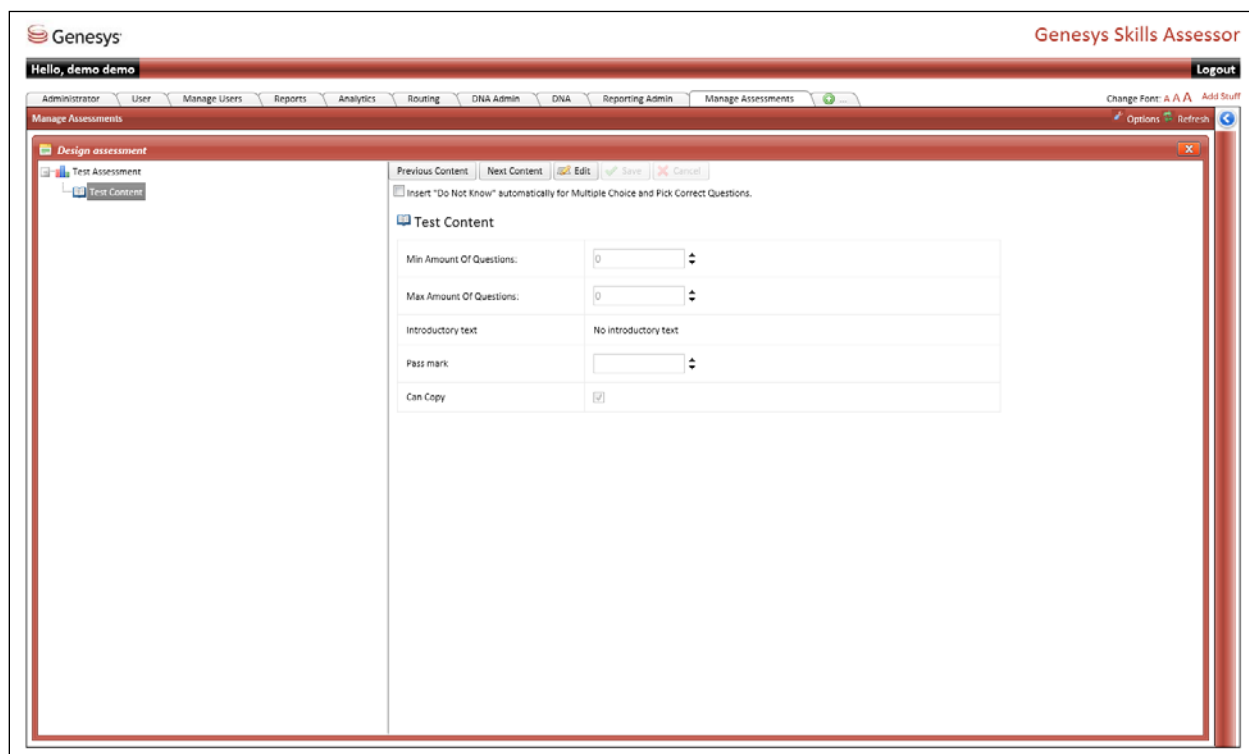 Genesys
Genesys Skills Assessor
Hello, demo demo
Logout
Administrator User Manage Users Reports Analytics Routing DNA Admin DNA Reporting Admin Manage Assessments ...
Change Font: A A A Add Stuff
Manage Assessments
Options Refresh
Design assessment
X
Test Assessment
Test Content
Previous Content Next Content Edit Save Cancel
Insert "Do Not Know" automatically for Multiple Choice and Pick Correct Questions.
Test Content
Min Amount Of Questions: 0
Max Amount Of Questions: 0
Introductory text No introductory text
Pass mark
Can Copy